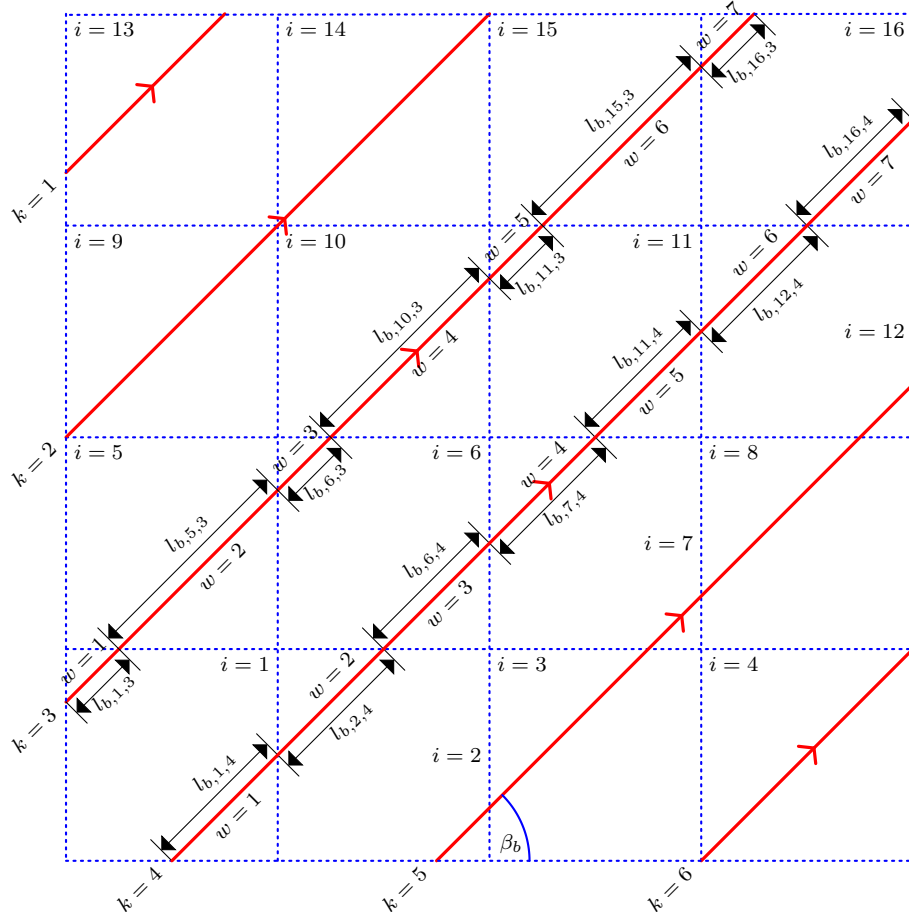 i = 13
i = 14
i = 15
w = 7
i = 16
l_{b,16,3}
l_{b,15,3}
w = 6
l_{b,16,4}
w = 7
k = 1
i = 9
i = 10
w = 5
i = 11
w = 6
l_{b,11,3}
l_{b,12,4}
l_{b,10,3}
w = 4
l_{b,11,4}
w = 5
i = 12
k = 2
i = 5
w = 3
i = 6
w = 4
i = 8
l_{b,6,3}
l_{b,7,4}
l_{b,5,3}
w = 2
l_{b,6,4}
w = 3
i = 7
w = 1
i = 1
w = 2
i = 3
i = 4
l_{b,1,3}
l_{b,2,4}
k = 3
l_{b,1,4}
w = 1
i = 2
β_b
k = 4
k = 5
k = 6